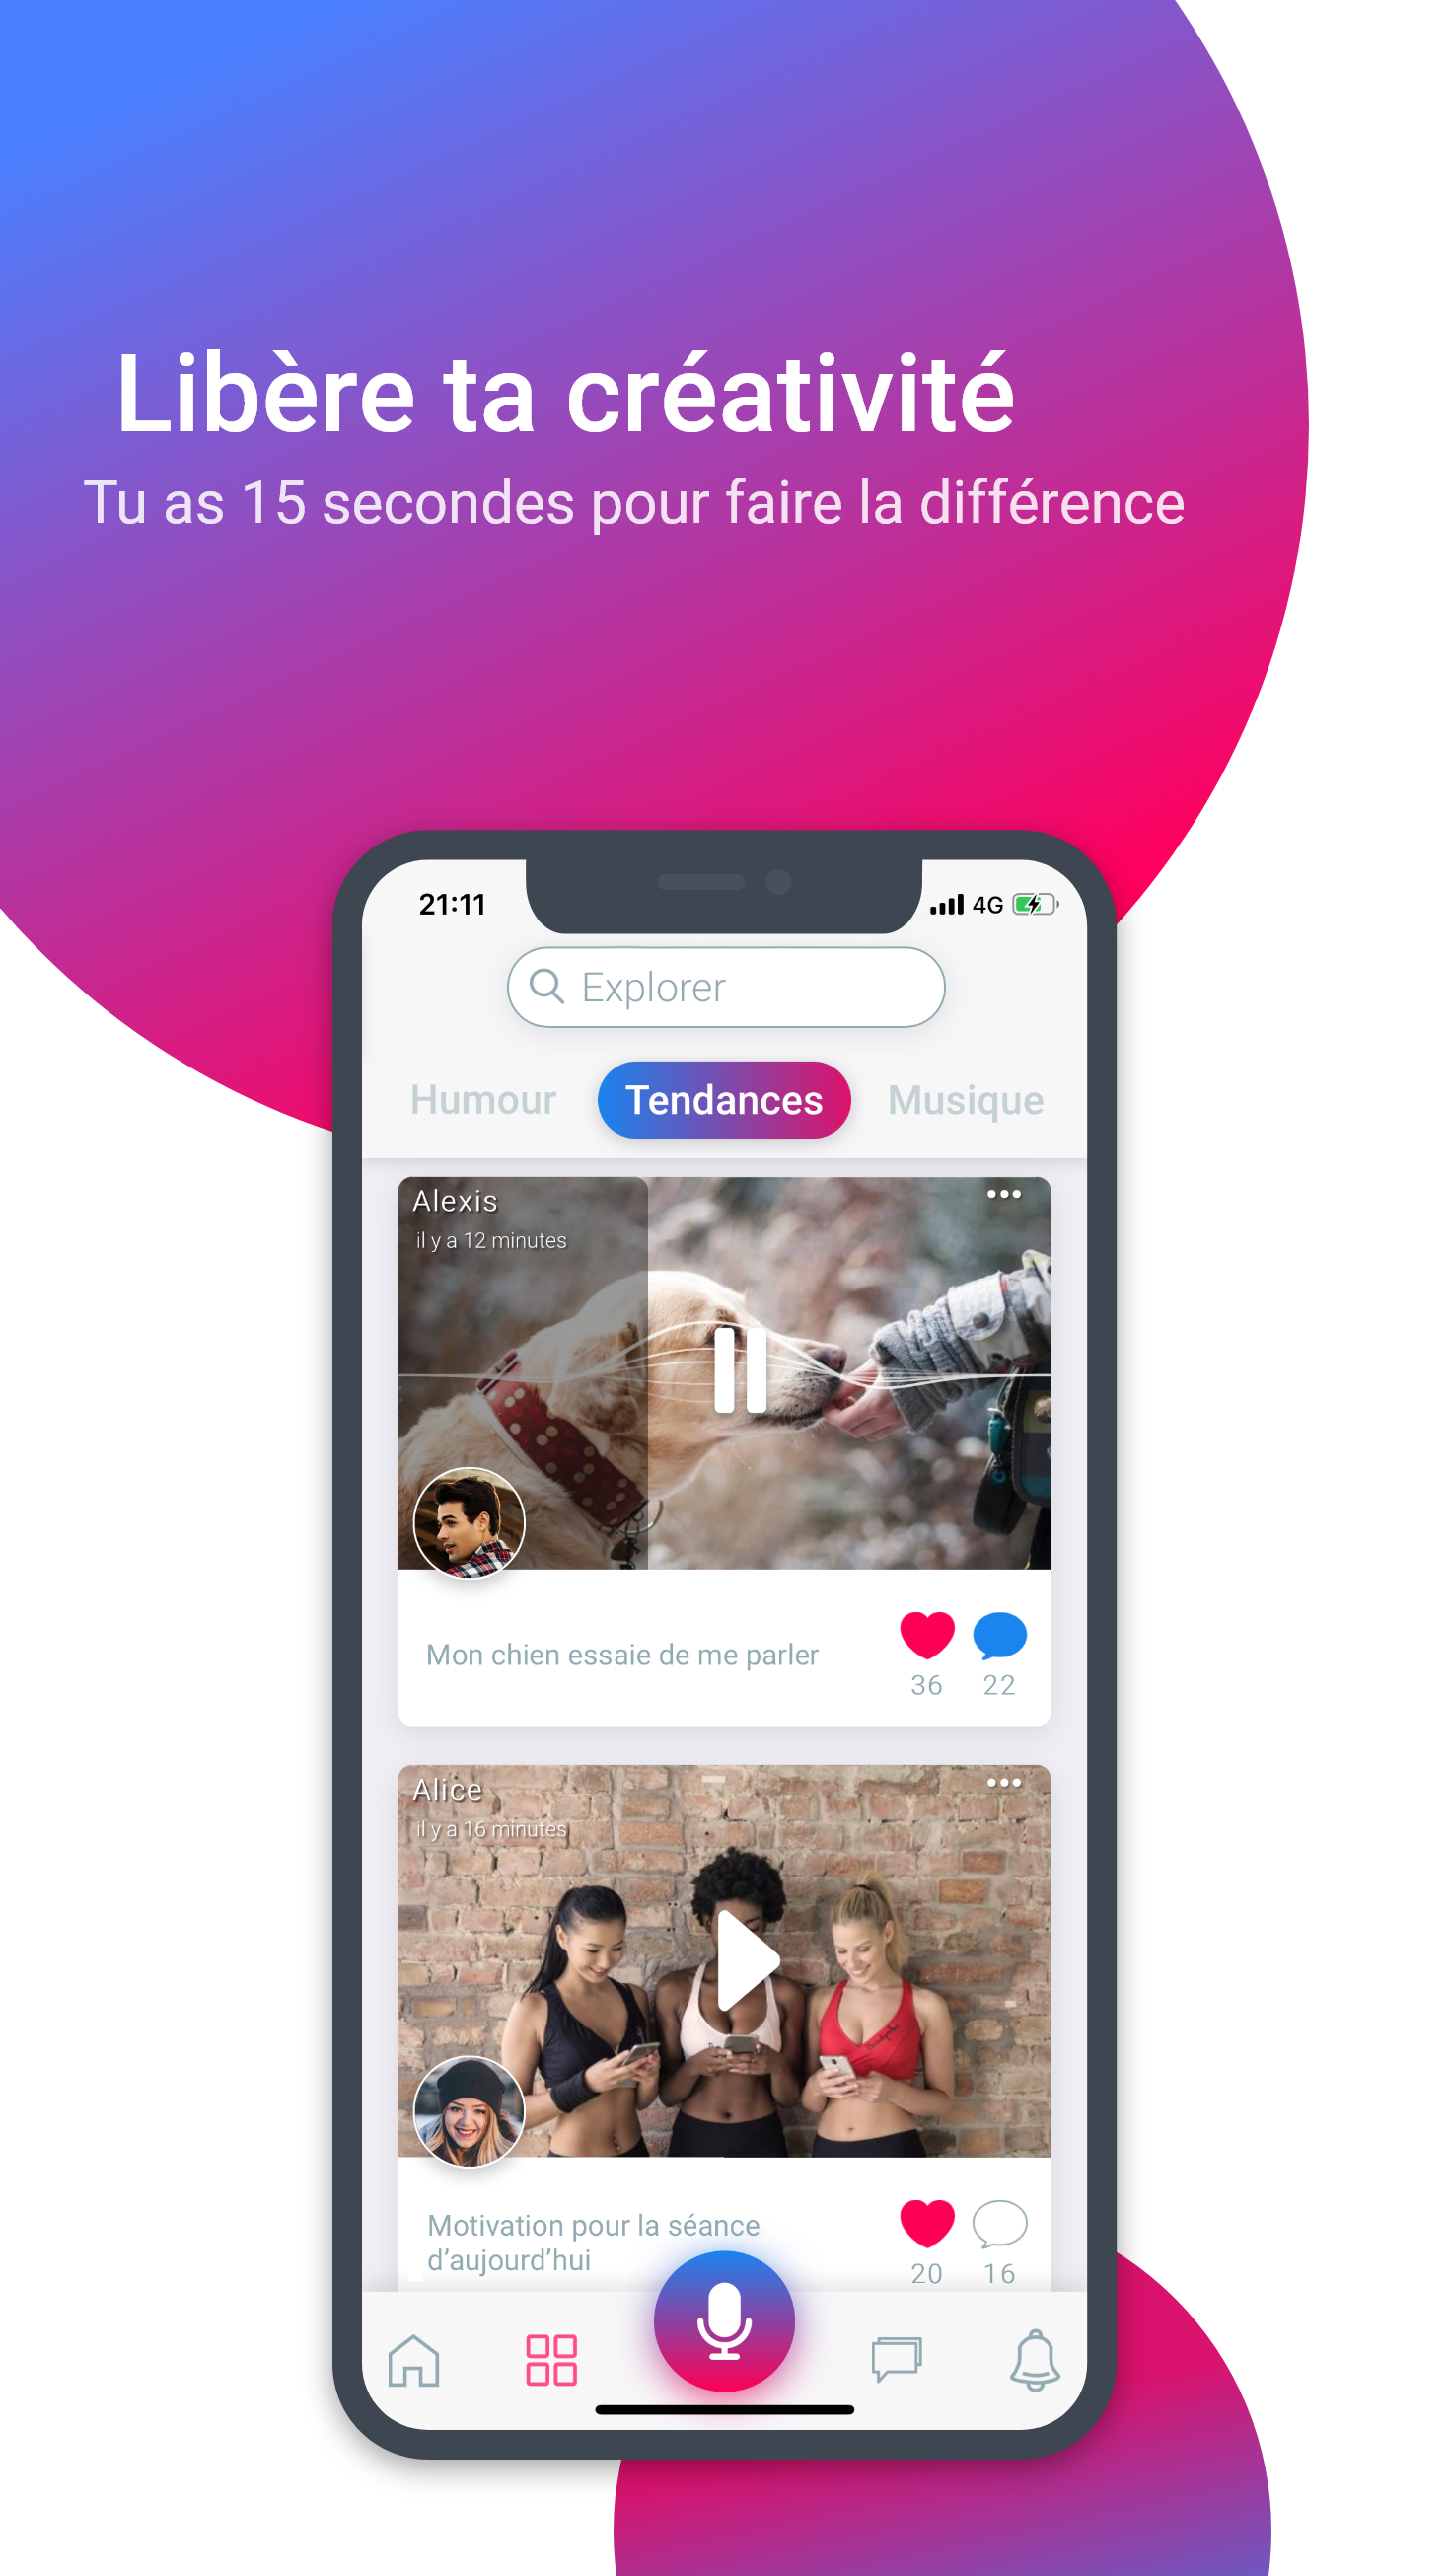 Libère ta créativité
Tu as 15 secondes pour faire la différence
21:11
4G
Explorer
Humour
Tendances
Musique
Alexis
il y a 12 minutes
Mon chien essaie de me parler
36
22
Alice
il y a 16 minutes
Motivation pour la séance
d’aujourd’hui
20
16